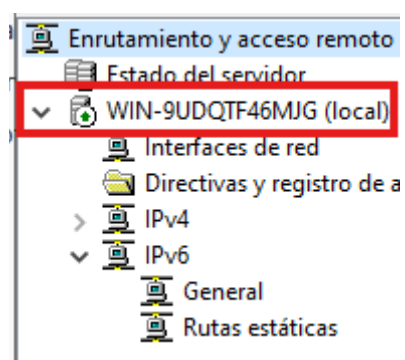 Enrutamiento y acceso remoto
Estado del servidor
WIN-9UDQTF46MJG (local)
Interfaces de red
Directivas y registro de a
IPv4
IPv6
General
Rutas estáticas